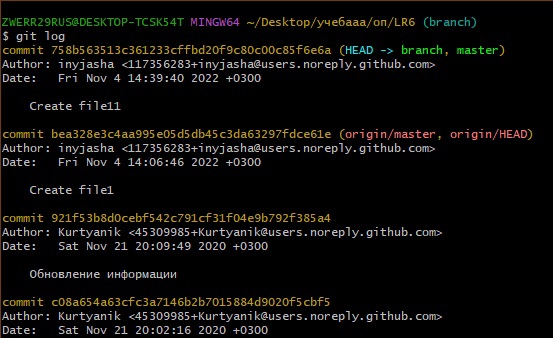 ZWERR29RUS@DESKTOP-TCSK54T MINGW64 ~/Desktop/учебааа/оп/LR6 (branch)
$ git log
commit 758b563513c361233cffbd20f9c80c00c85f6e6a (HEAD -> branch, master)
Author: inyjasha <117356283+inyjasha@users.noreply.github.com>
Date:   Fri Nov 4 14:39:40 2022 +0300
Create file11
commit bea328e3c4aa995e05d5db45c3da63297fdce61e (origin/master, origin/HEAD)
Author: inyjasha <117356283+inyjasha@users.noreply.github.com>
Date:   Fri Nov 4 14:06:46 2022 +0300
Create file1
commit 921f53b8d0cebf542c791cf31f04e9b792f385a4
Author: Kurtyanik <45309985+Kurtyanik@users.noreply.github.com>
Date:   Sat Nov 21 20:09:49 2020 +0300
Обновление информации
commit c08a654a63cfc3a7146b2b7015884d9020f5cbf5
Author: Kurtyanik <45309985+Kurtyanik@users.noreply.github.com>
Date:   Sat Nov 21 20:02:16 2020 +0300